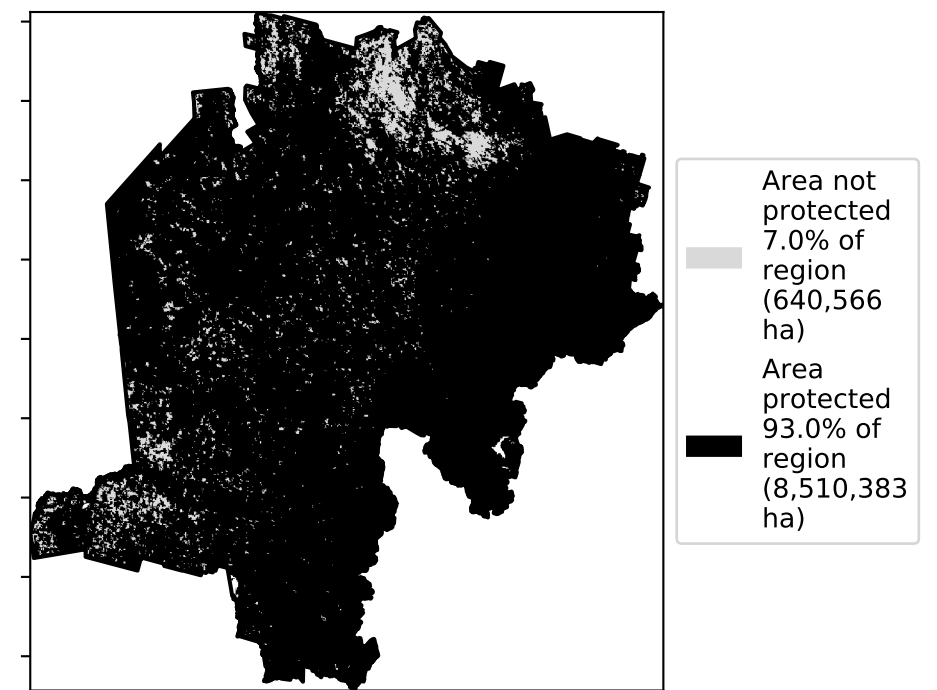 Area not
protected
7.0% of
region
(640,566
ha)
Area
protected
93.0% of
region
(8,510,383
ha)